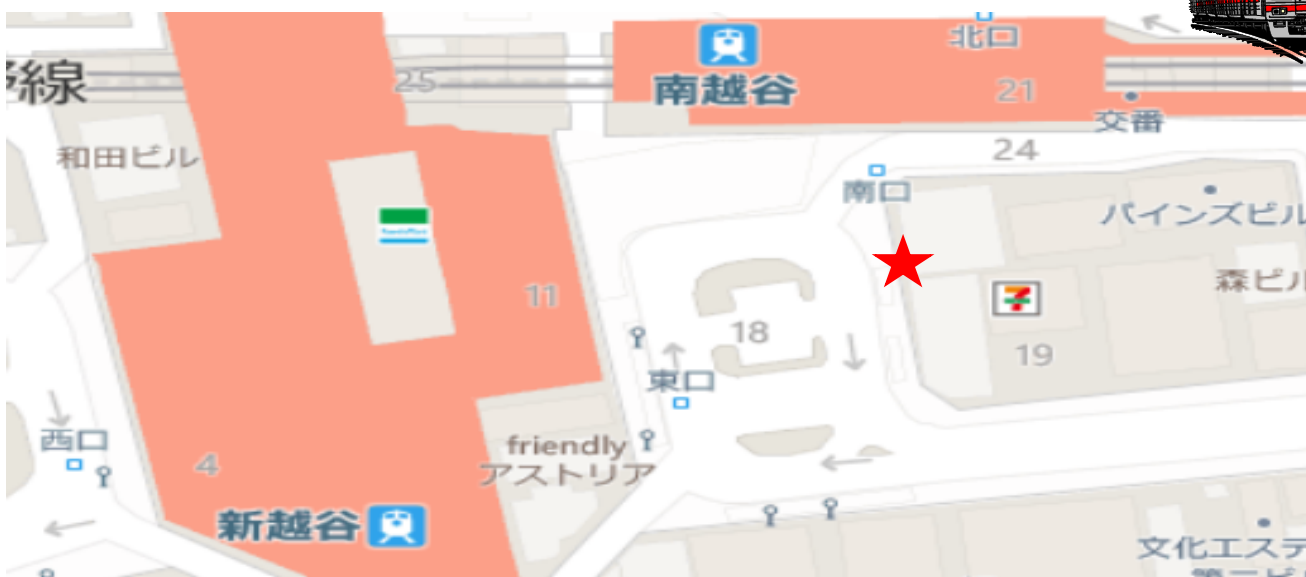 北口
南越谷
21
線
25
交番
24
和田ビル
南口
パインズビル
森ビル
11
18
19
東口
西口
friendly
アストリア
4
新越谷
文化エステ